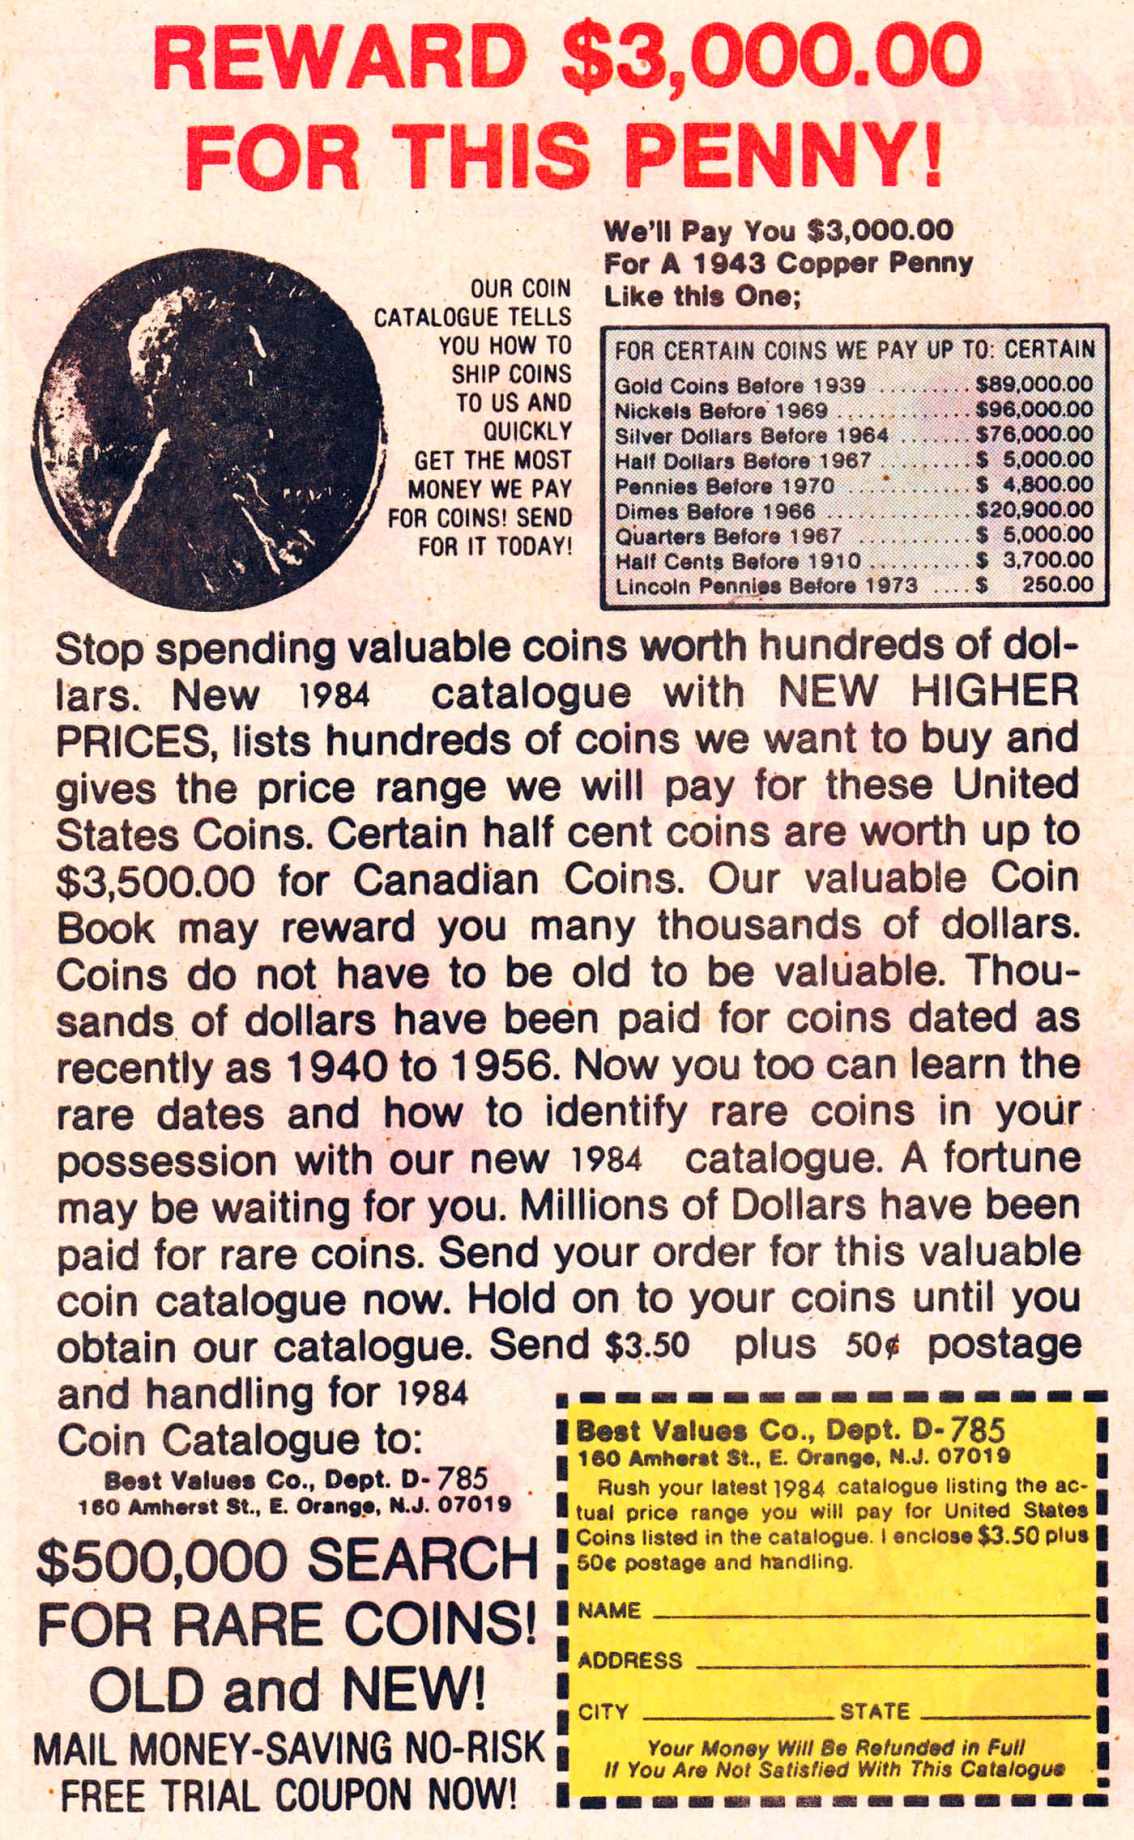 REWARD $3,000.00
FOR THIS PENNY!
We'll Pay You $3,000.00
For A 1943 Copper Penny
Like this One;
OUR COIN
CATALOGUE TELLS
YOU HOW TO
SHIP COINS
TO US AND
QUICKLY
GET THE MOST
MONEY WE PAY
FOR COINS! SEND
FOR IT TODAY!
FOR CERTAIN COINS WE PAY UP TO: CERTAIN
Gold Coins Before 1939 ......... $89,000.00
Nickels Before 1969 ............. $96,000.00
Silver Dollars Before 1964 ....... $76,000.00
Half Dollars Before 1967 ......... $ 5,000.00
Pennies Before 1970 ............ $ 4,800.00
Dimes Before 1966 .............. $20,900.00
Quarters Before 1967 ........... $ 5,000.00
Half Cents Before 1910 .......... $ 3,700.00
Lincoln Pennies Before 1973 .... $ 250.00
Stop spending valuable coins worth hundreds of dol-
lars. New 1984 catalogue with NEW HIGHER
PRICES, lists hundreds of coins we want to buy and
gives the price range we will pay for these United
States Coins. Certain half cent coins are worth up to
$3,500.00 for Canadian Coins. Our valuable Coin
Book may reward you many thousands of dollars.
Coins do not have to be old to be valuable. Thou-
sands of dollars have been paid for coins dated as
recently as 1940 to 1956. Now you too can learn the
rare dates and how to identify rare coins in your
possession with our new 1984 catalogue. A fortune
may be waiting for you. Millions of Dollars have been
paid for rare coins. Send your order for this valuable
coin catalogue now. Hold on to your coins until you
obtain our catalogue. Send $3.50 plus 50¢ postage
and handling for 1984
Coin Catalogue to:
Best Values Co., Dept. D-785
160 Amherst St., E. Orange, N.J. 07019
$500,000 SEARCH
FOR RARE COINS!
OLD and NEW!
MAIL MONEY-SAVING NO-RISK
FREE TRIAL COUPON NOW!
Best Values Co., Dept. D-785
160 Amherst St., E. Orange, N.J. 07019
Rush your latest 1984 catalogue listing the ac-
tual price range you will pay for United States
Coins listed in the catalogue. I enclose $3.50 plus
50¢ postage and handling.
NAME
ADDRESS
CITY STATE
Your Money Will Be Refunded in Full
If You Are Not Satisfied With This Catalogue